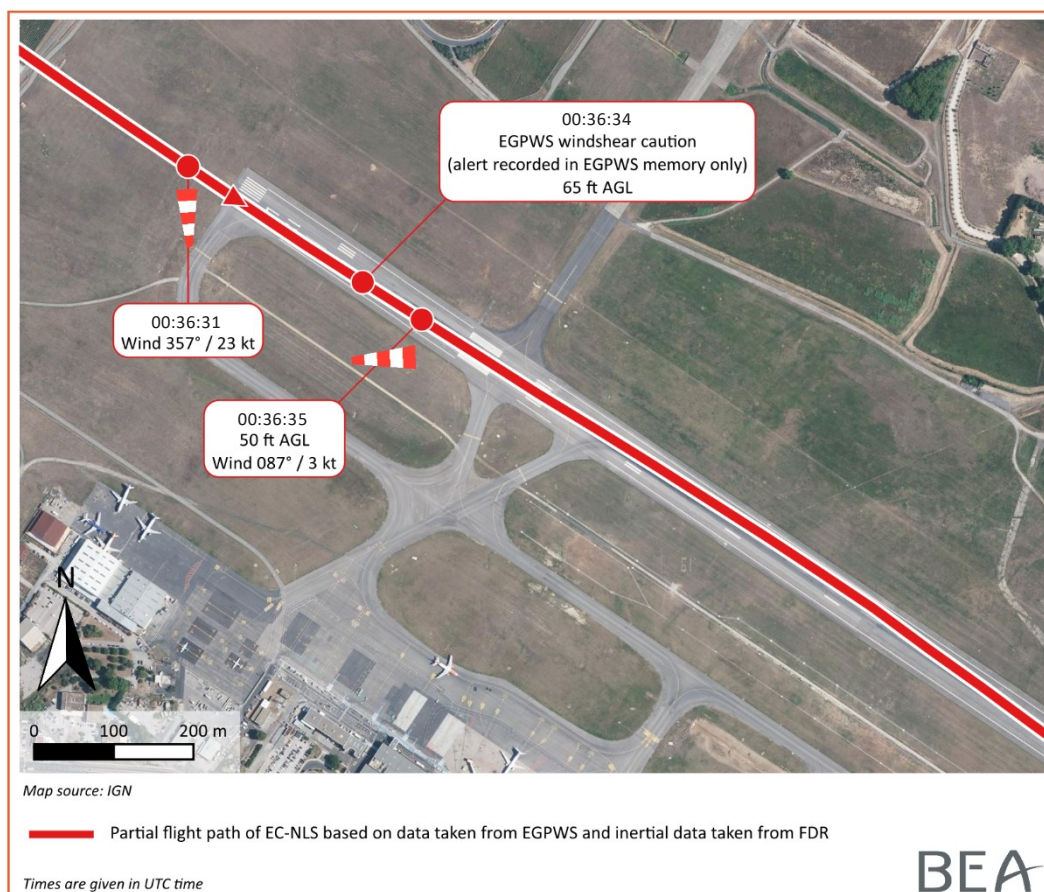 00:36:34
EGPWS windshear caution
(alert recorded in EGPWS memory only)
65 ft AGL
00:36:31
Wind 357° / 23 kt
00:36:35
50 ft AGL
Wind 087° / 3 kt
N
0 100 200 m
Map source: IGN
Partial flight path of EC-NLS based on data taken from EGPWS and inertial data taken from FDR
Times are given in UTC time
BEA